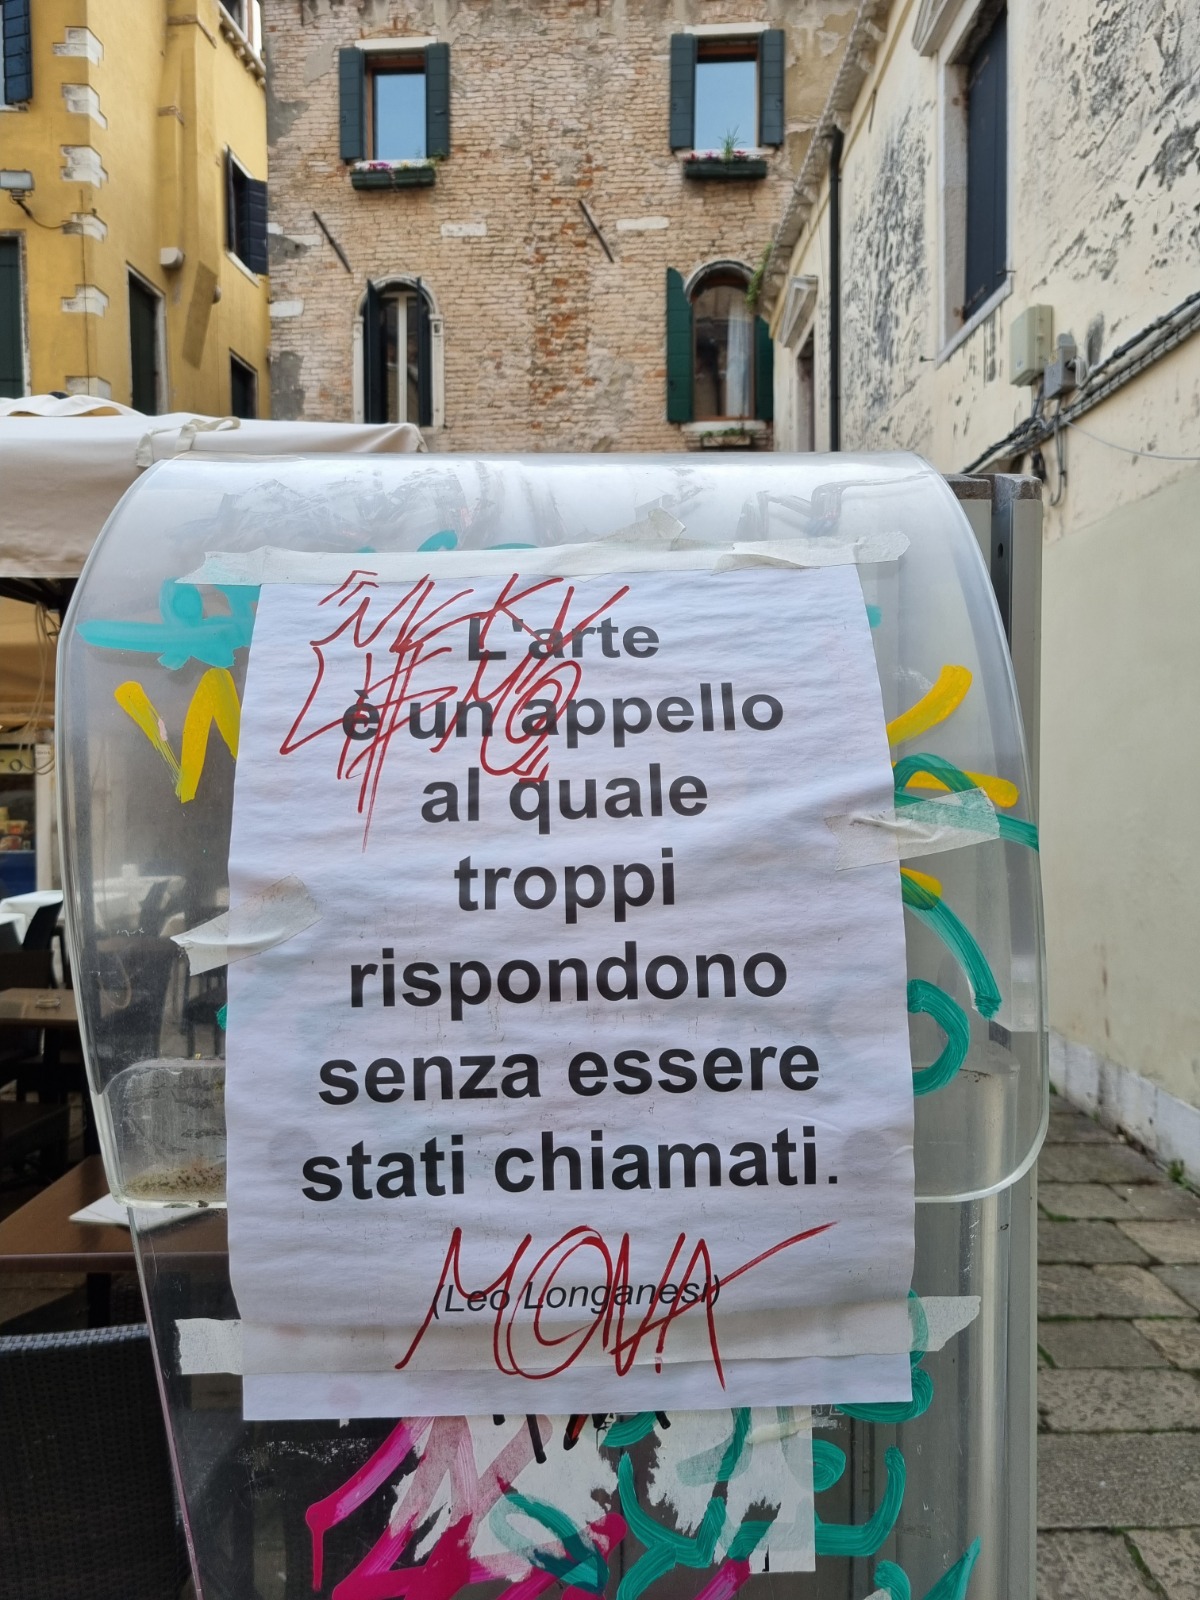 L'arte
è un appello
al quale
troppi
rispondono
senza essere
stati chiamati.
(Leo Longanesi)
MOVA